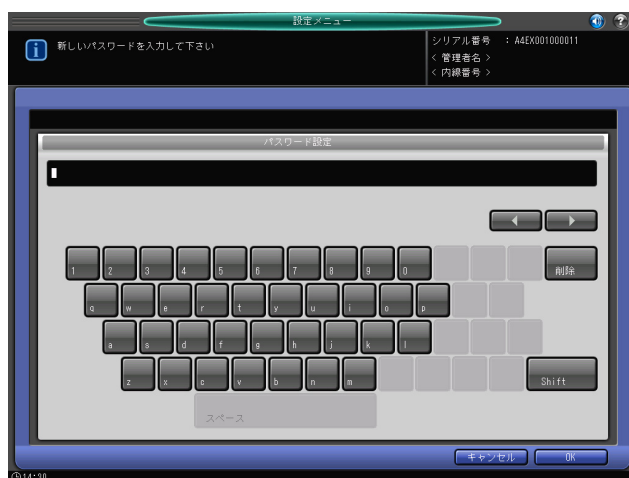 設定メニュー
新しいパスワードを入力して下さい
シリアル番号 : A4EX001000011
< 管理者名 >
< 内線番号 >
パスワード設定
1 2 3 4 5 6 7 8 9 0 削除
q w e r t y u i o p
a s d f g h j k l
z x c v b n m Shift
スペース
キャンセル OK
14:30